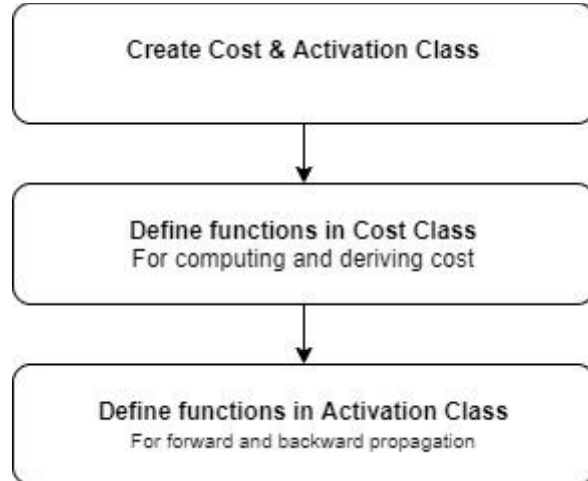 Create Cost & Activation Class
Define functions in Cost Class
For computing and deriving cost
Define functions in Activation Class
For forward and backward propagation